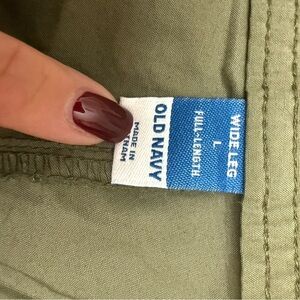 WIDE LEG
L
FULL-LENGTH
OLD NAVY
MADE IN